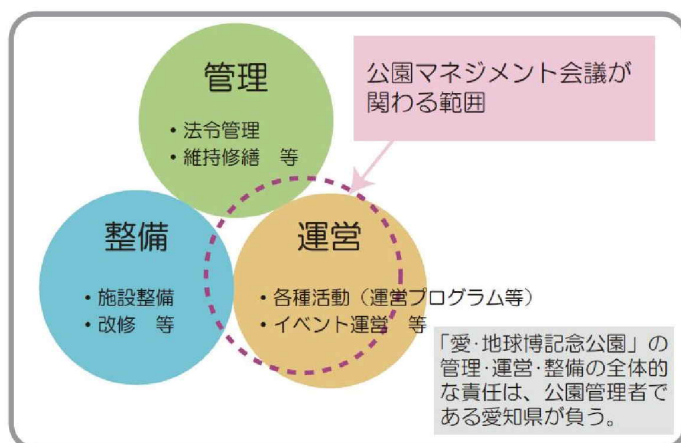 管理
・法令管理
・維持修繕　等
公園マネジメント会議が
関わる範囲
整備
・施設整備
・改修　等
運営
・各種活動（運営プログラム等）
・イベント運営　等
「愛・地球博記念公園」の
管理・運営・整備の全体的
な責任は、公園管理者で
ある愛知県が負う。